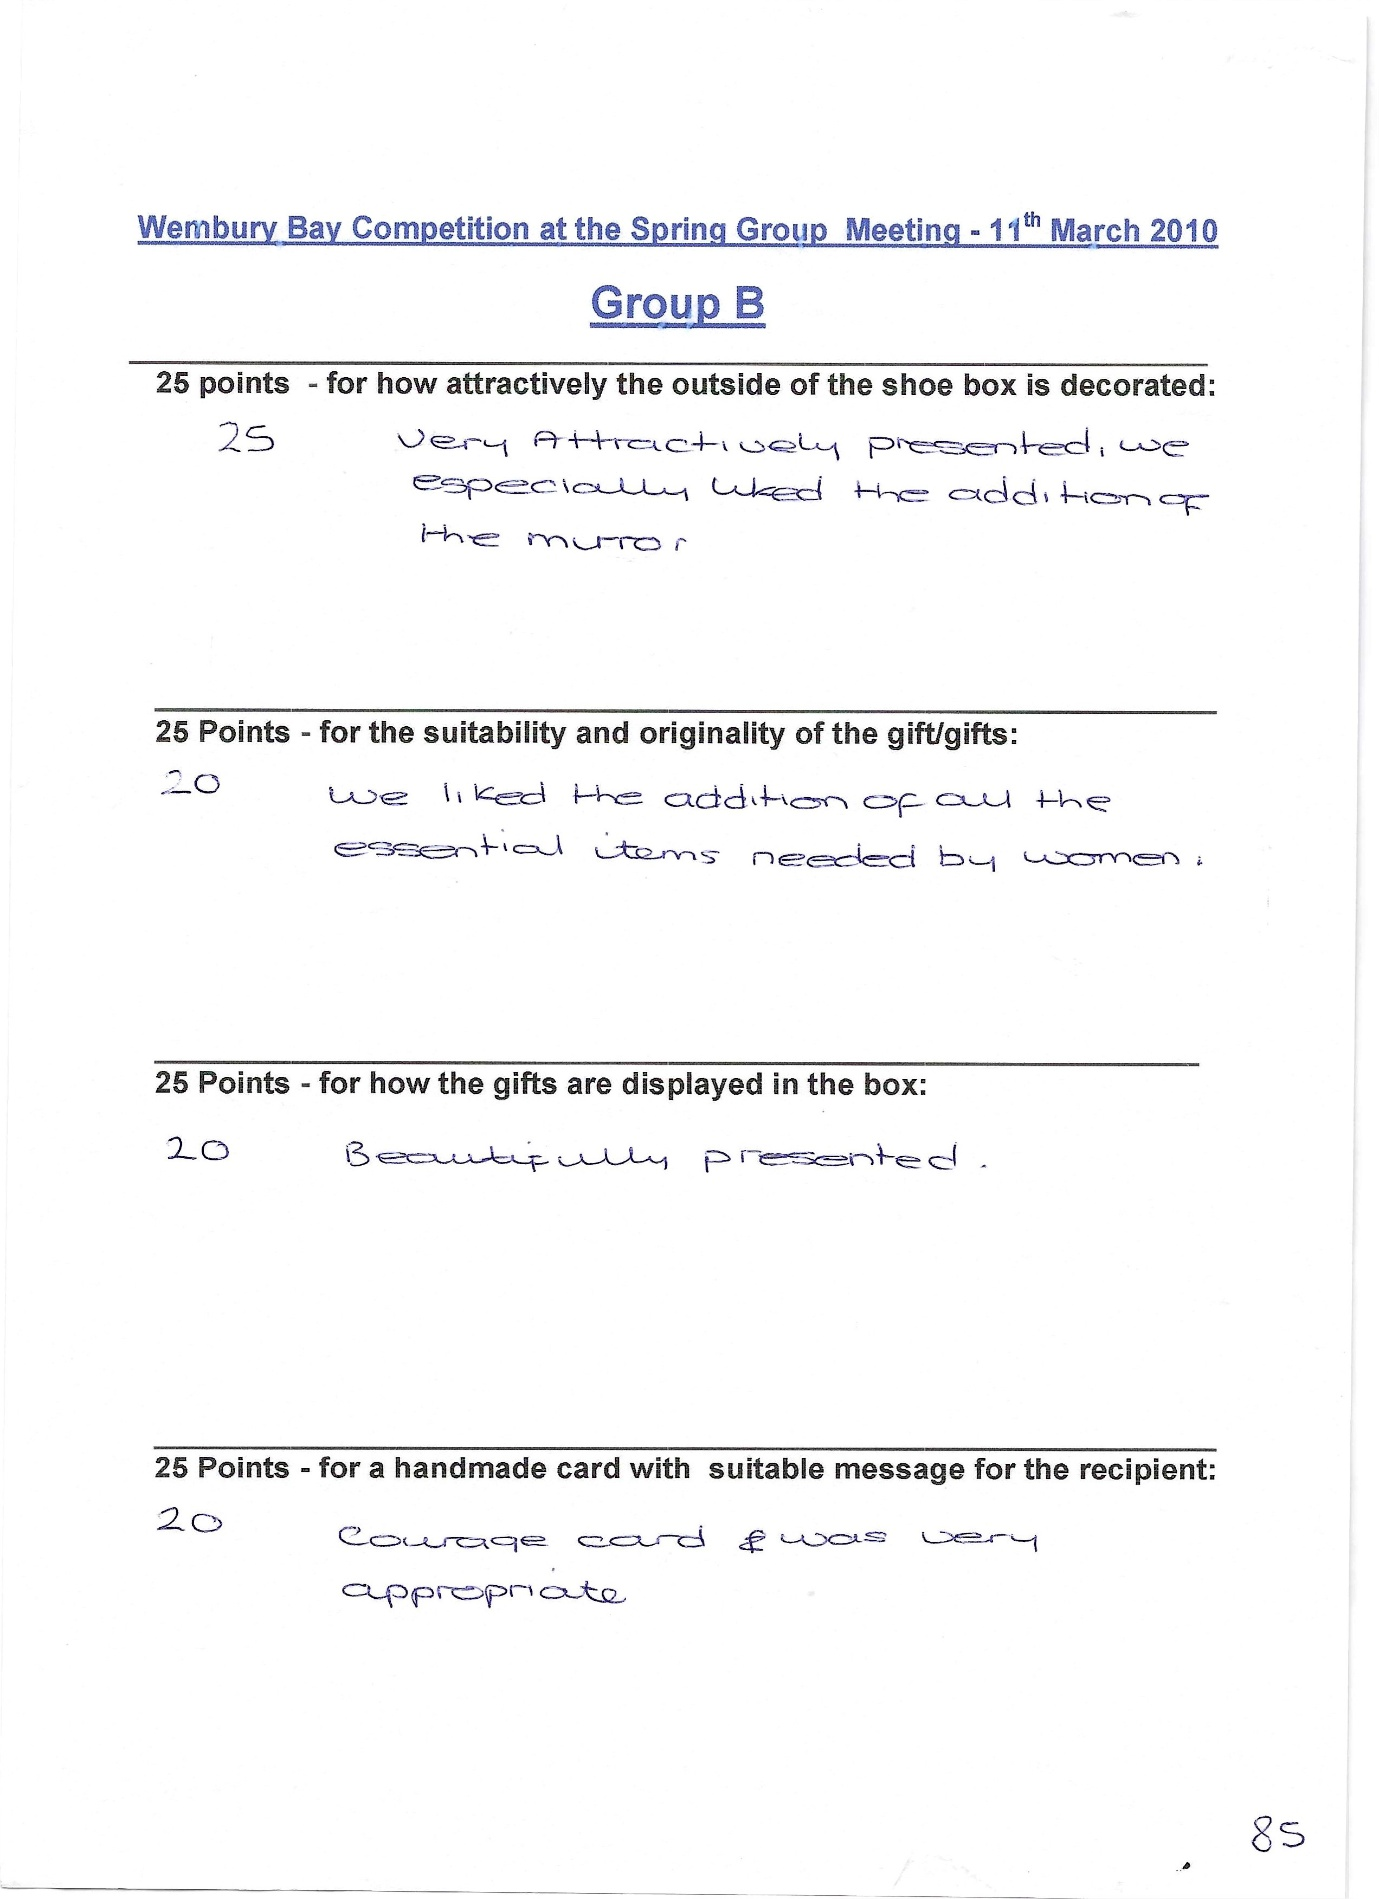 Wembury Bay Competition at the Spring Group Meeting - 11th March 2010
Group B
25 points - for how attractively the outside of the shoe box is decorated:
25 Very Attractively presented, we
especially liked the addition of
the mirror
25 Points - for the suitability and originality of the gift/gifts:
20 we liked the addition of all the
essential items needed by women.
25 Points - for how the gifts are displayed in the box:
20 Beautifully presented.
25 Points - for a handmade card with suitable message for the recipient:
20 Courage card & was very
appropriate
85